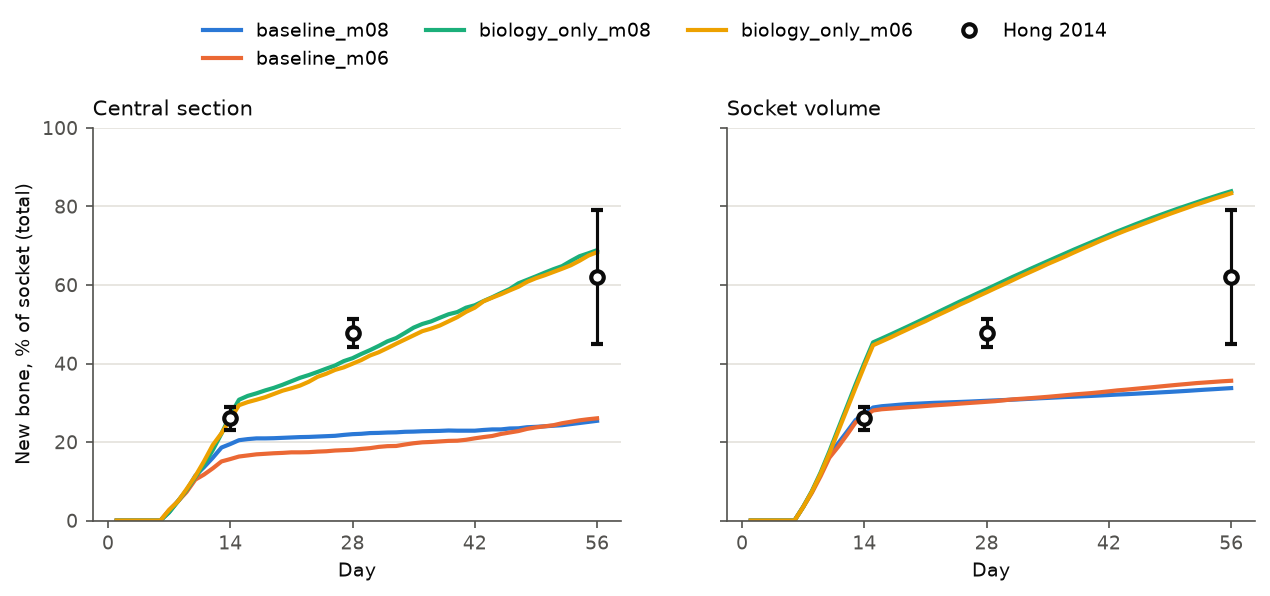 baseline_m08 biology_only_m08 biology_only_m06 Hong 2014
baseline_m06
Central section Socket volume
New bone, % of socket (total)
100
80
60
40
20
0
0 14 28 42 56 0 14 28 42 56
Day Day